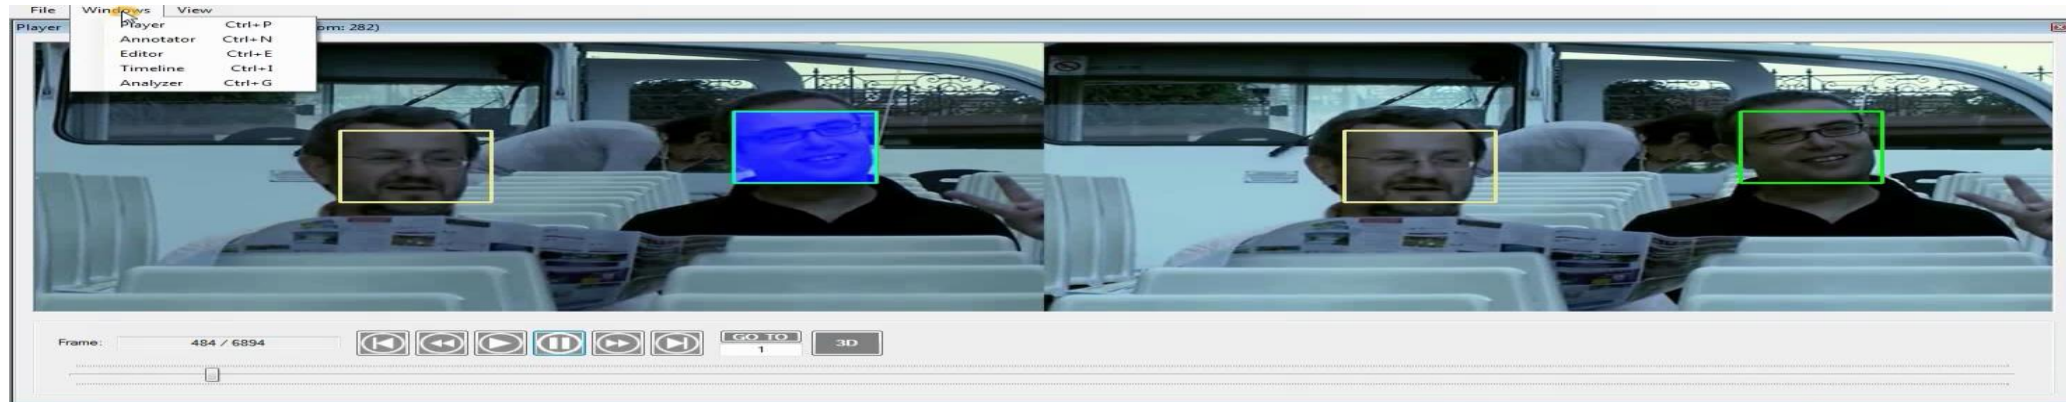 File Windows View
Player om: 282)
Player Ctrl+P
Annotator Ctrl+N
Editor Ctrl+E
Timeline Ctrl+I
Analyzer Ctrl+G
Frame: 484 / 6894 GO TO 3D
1